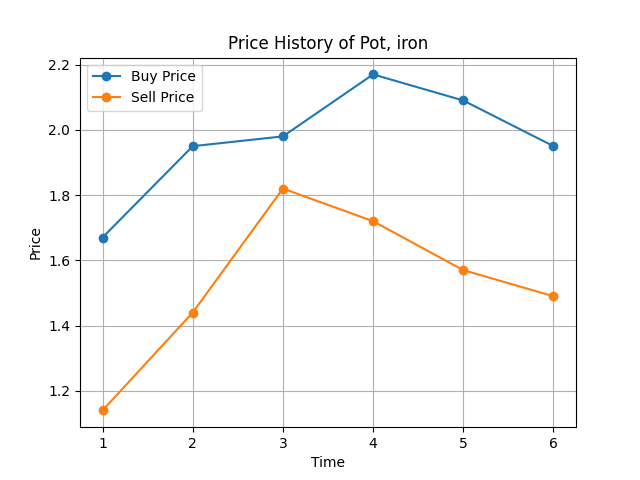 Price History of Pot, iron
Buy Price
Sell Price
2.2
2.0
1.8
1.6
1.4
1.2
Price
1 2 3 4 5 6
Time